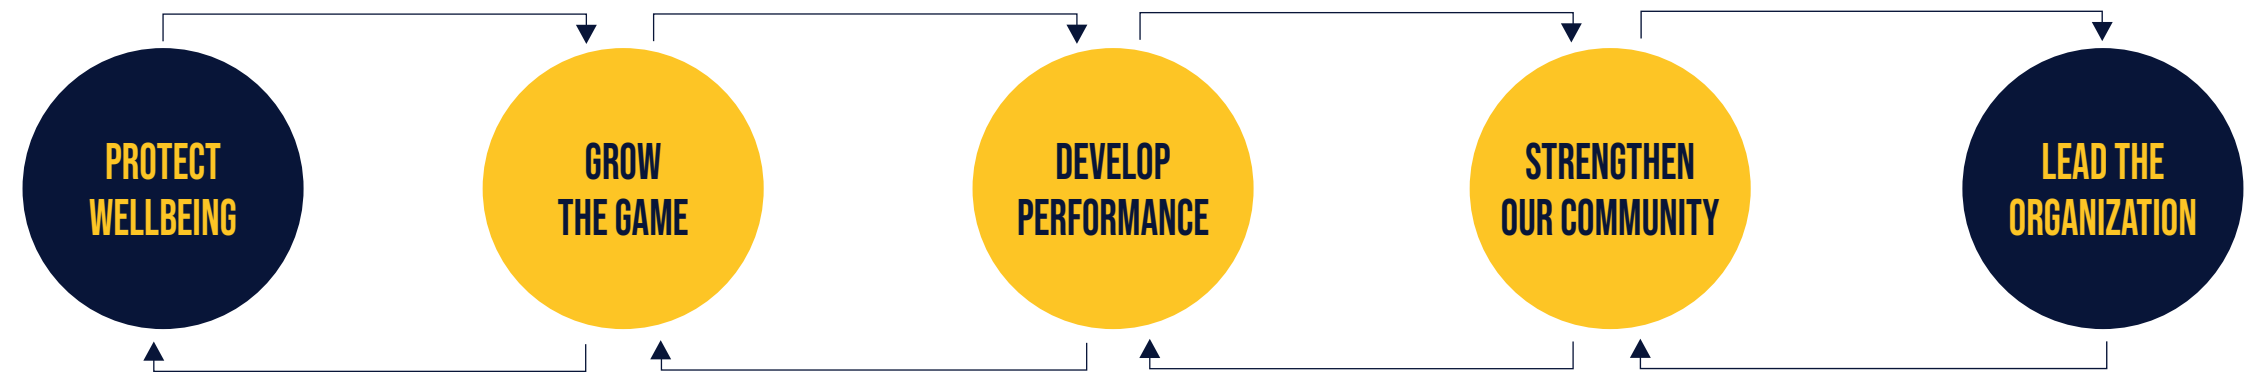 PROTECT
WELLBEING
GROW
THE GAME
DEVELOP
PERFORMANCE
STRENGTHEN
OUR COMMUNITY
LEAD THE
ORGANIZATION